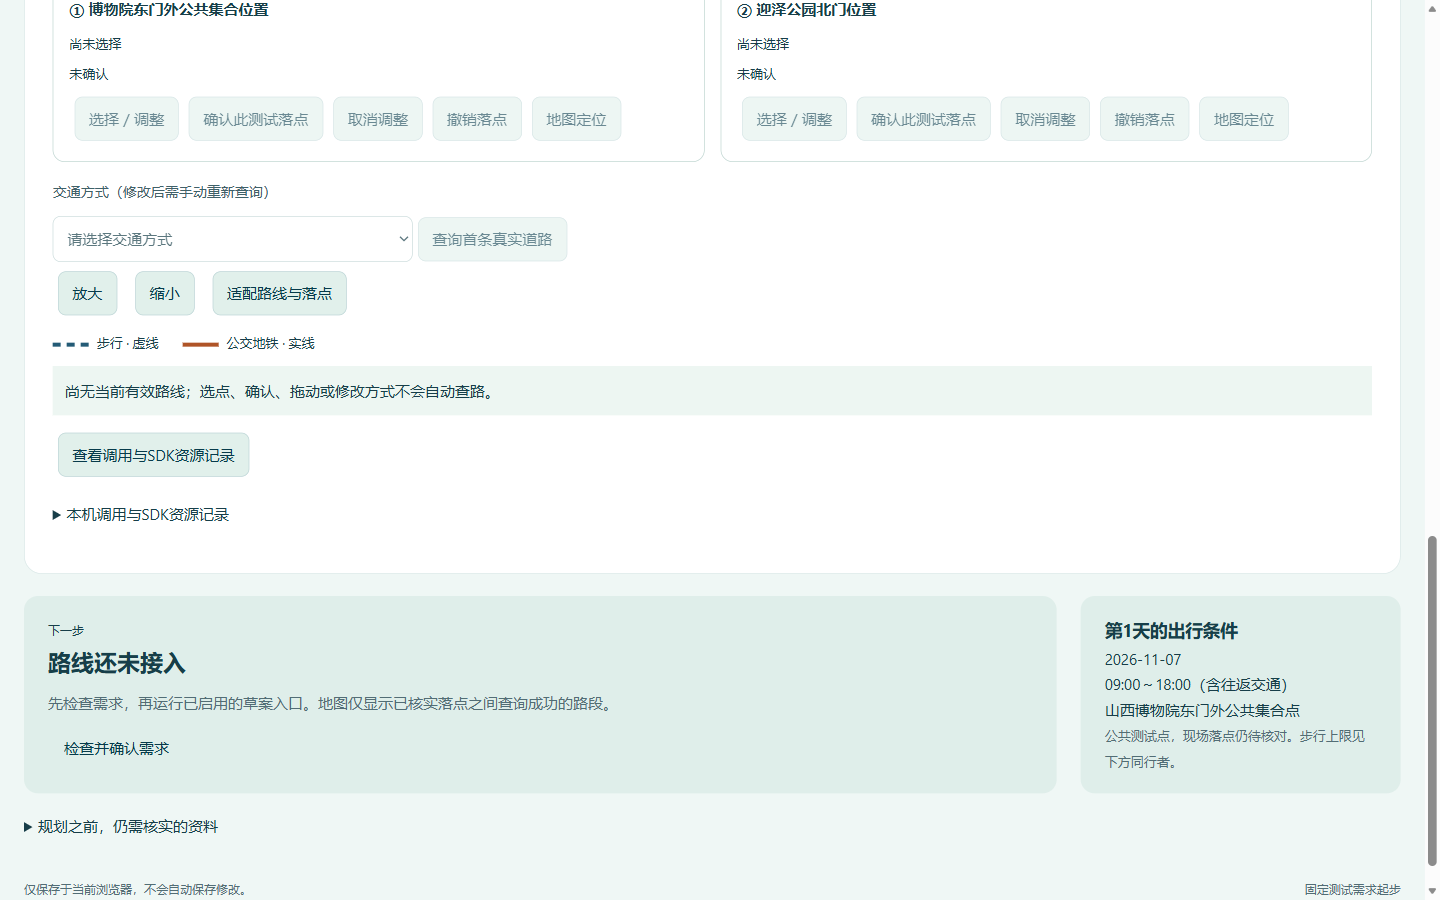 ① 博物院东门外公共集合位置
尚未选择
未确认
选择 / 调整 确认此测试落点 取消调整 撤销落点 地图定位
② 迎泽公园北门位置
尚未选择
未确认
选择 / 调整 确认此测试落点 取消调整 撤销落点 地图定位
交通方式（修改后需手动重新查询）
请选择交通方式 查询首条真实道路
放大 缩小 适配路线与落点
步行 · 虚线 公交地铁 · 实线
尚无当前有效路线；选点、确认、拖动或修改方式不会自动查路。
查看调用与SDK资源记录
本机调用与SDK资源记录
下一步
路线还未接入
先检查需求，再运行已启用的草案入口。地图仅显示已核实落点之间查询成功的路段。
检查并确认需求
第1天的出行条件
2026-11-07
09:00 ~ 18:00（含往返交通）
山西博物院东门外公共集合点
公共测试点，现场落点仍待核对。步行上限见
下方同行者。
规划之前，仍需核实的资料
仅保存于当前浏览器，不会自动保存修改。
固定测试需求起步